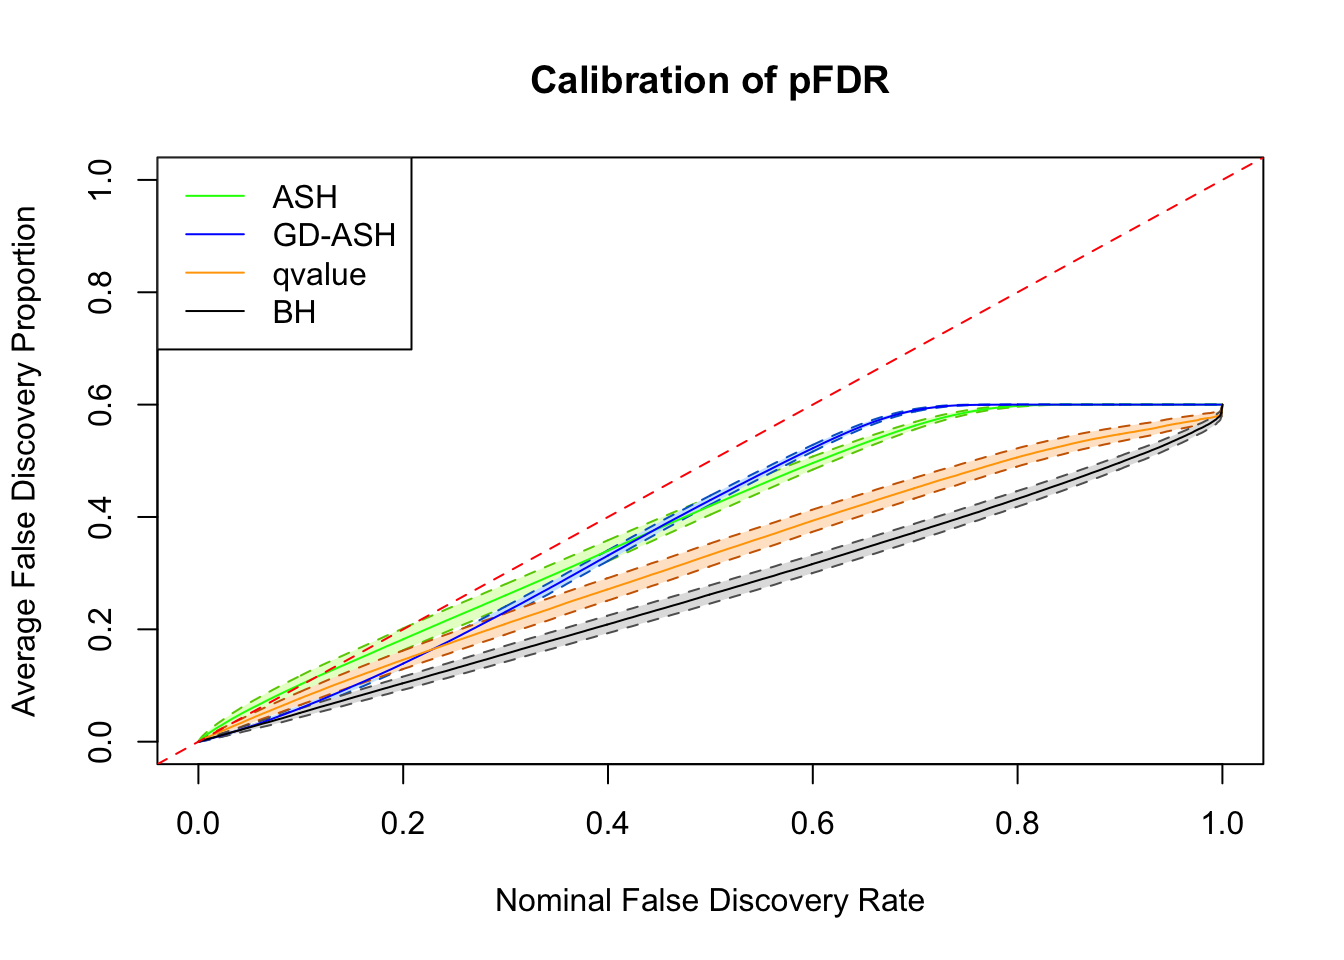 Calibration of pFDR
ASH
GD-ASH
qvalue
BH
Average False Discovery Proportion
1.0
0.8
0.6
0.4
0.2
0.0
0.0 0.2 0.4 0.6 0.8 1.0
Nominal False Discovery Rate